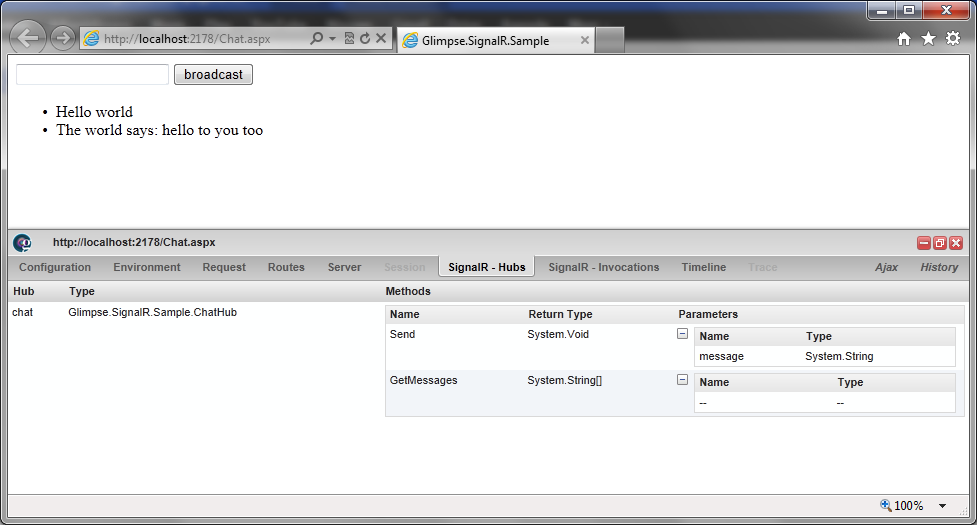 http://localhost:2178/Chat.aspx
Glimpse.SignalR.Sample
broadcast
• Hello world
• The world says: hello to you too
http://localhost:2178/Chat.aspx
Configuration Environment Request Routes Server Session SignalR - Hubs SignalR - Invocations Timeline Trace Ajax History
Hub Type Methods
chat Glimpse.SignalR.Sample.ChatHub
Name Return Type Parameters
Send System.Void
Name Type
message System.String
GetMessages System.String[]
Name Type
-- --
100%